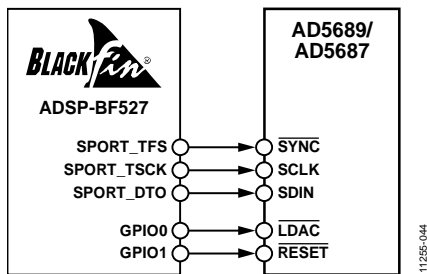 BLACKfin
ADSP-BF527
SPORT_TFS
SPORT_TSCK
SPORT_DTO
GPIO0
GPIO1
AD5689/
AD5687
SYNC
SCLK
SDIN
LDAC
RESET
11255-044